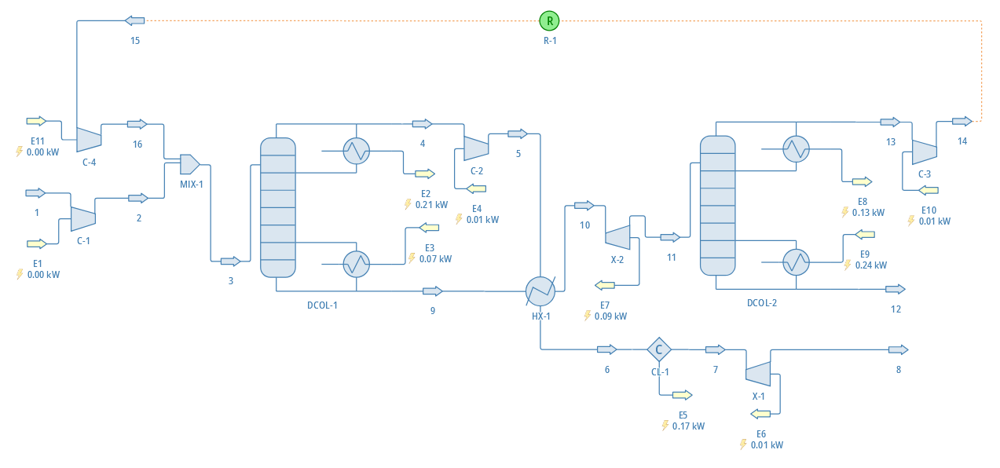 R
R-1
15
E11
0.00 kW
C-4
16
MIX-1
1
C-1
2
E1
0.00 kW
3
DCOL-1
4
E2
0.21 kW
C-2
5
E4
0.01 kW
E3
0.07 kW
9
HX-1
10
X-2
11
E7
0.09 kW
DCOL-2
13
14
C-3
E8
0.13 kW
E10
0.01 kW
E9
0.24 kW
12
6
C
CL-1
7
E5
0.17 kW
X-1
8
E6
0.01 kW